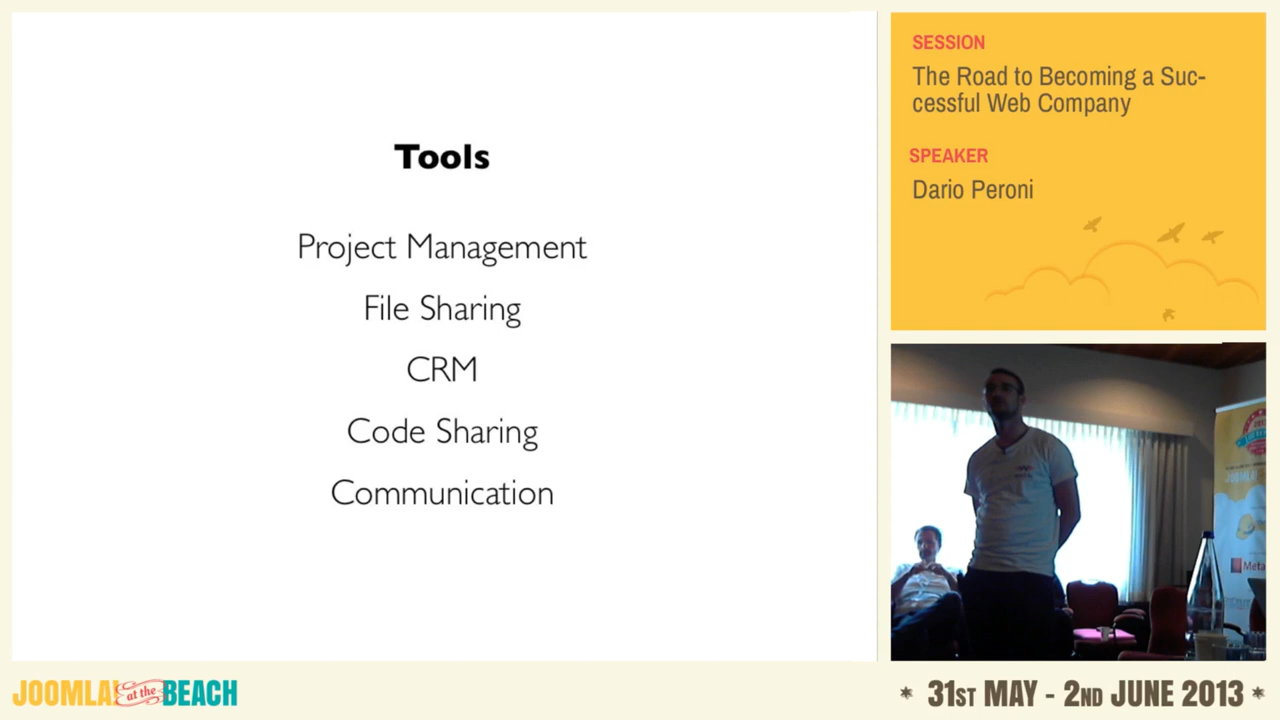 Tools
Project Management
File Sharing
CRM
Code Sharing
Communication
SESSION
The Road to Becoming a Suc-
cessful Web Company
SPEAKER
Dario Peroni
Meta
JOOMLA! at the BEACH
* 31ST MAY - 2ND JUNE 2013 *